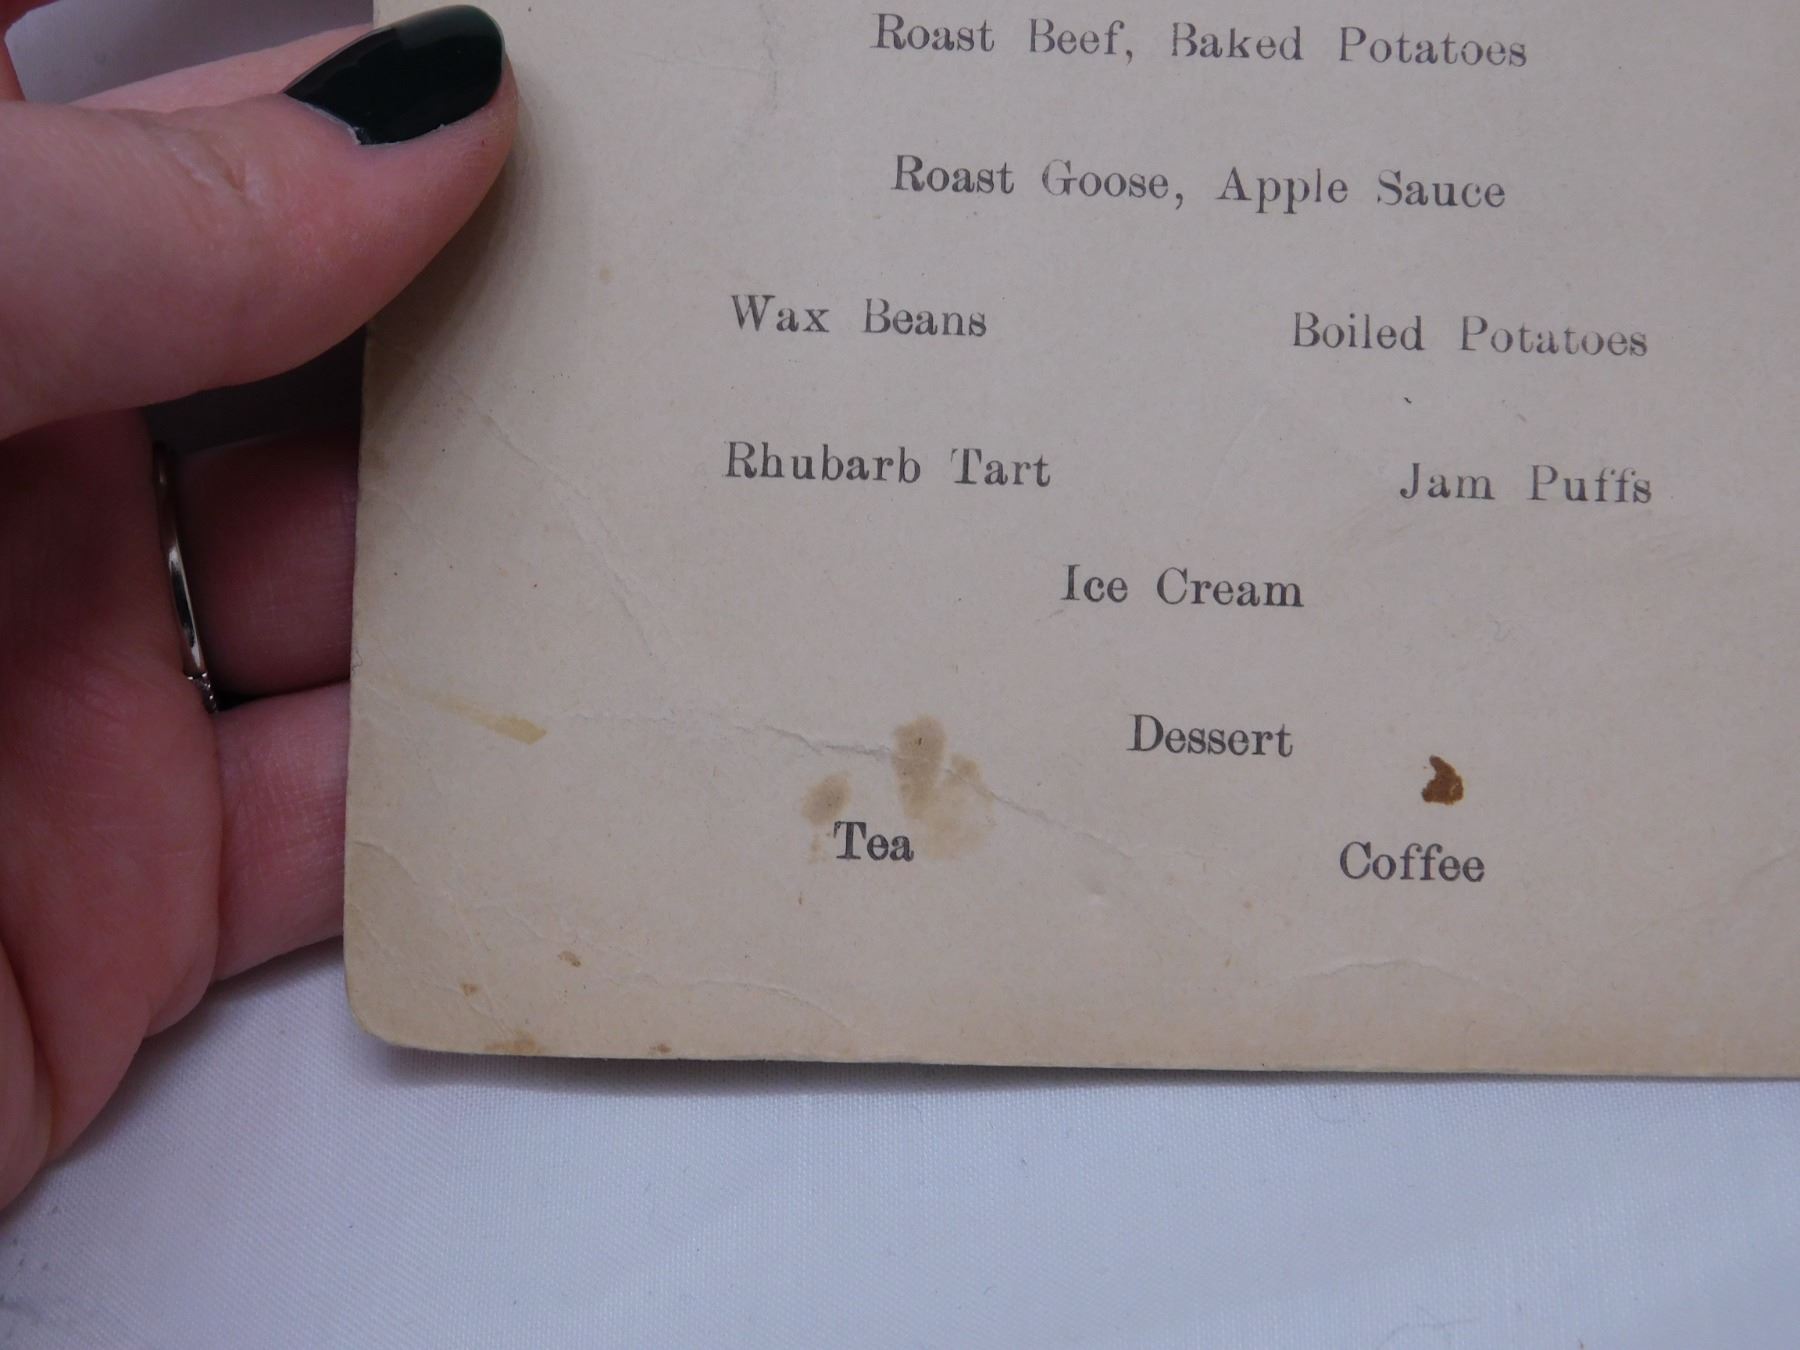 Roast Beef, Baked Potatoes
Roast Goose, Apple Sauce
Wax Beans Boiled Potatoes
Rhubarb Tart Jam Puffs
Ice Cream
Dessert
Tea Coffee